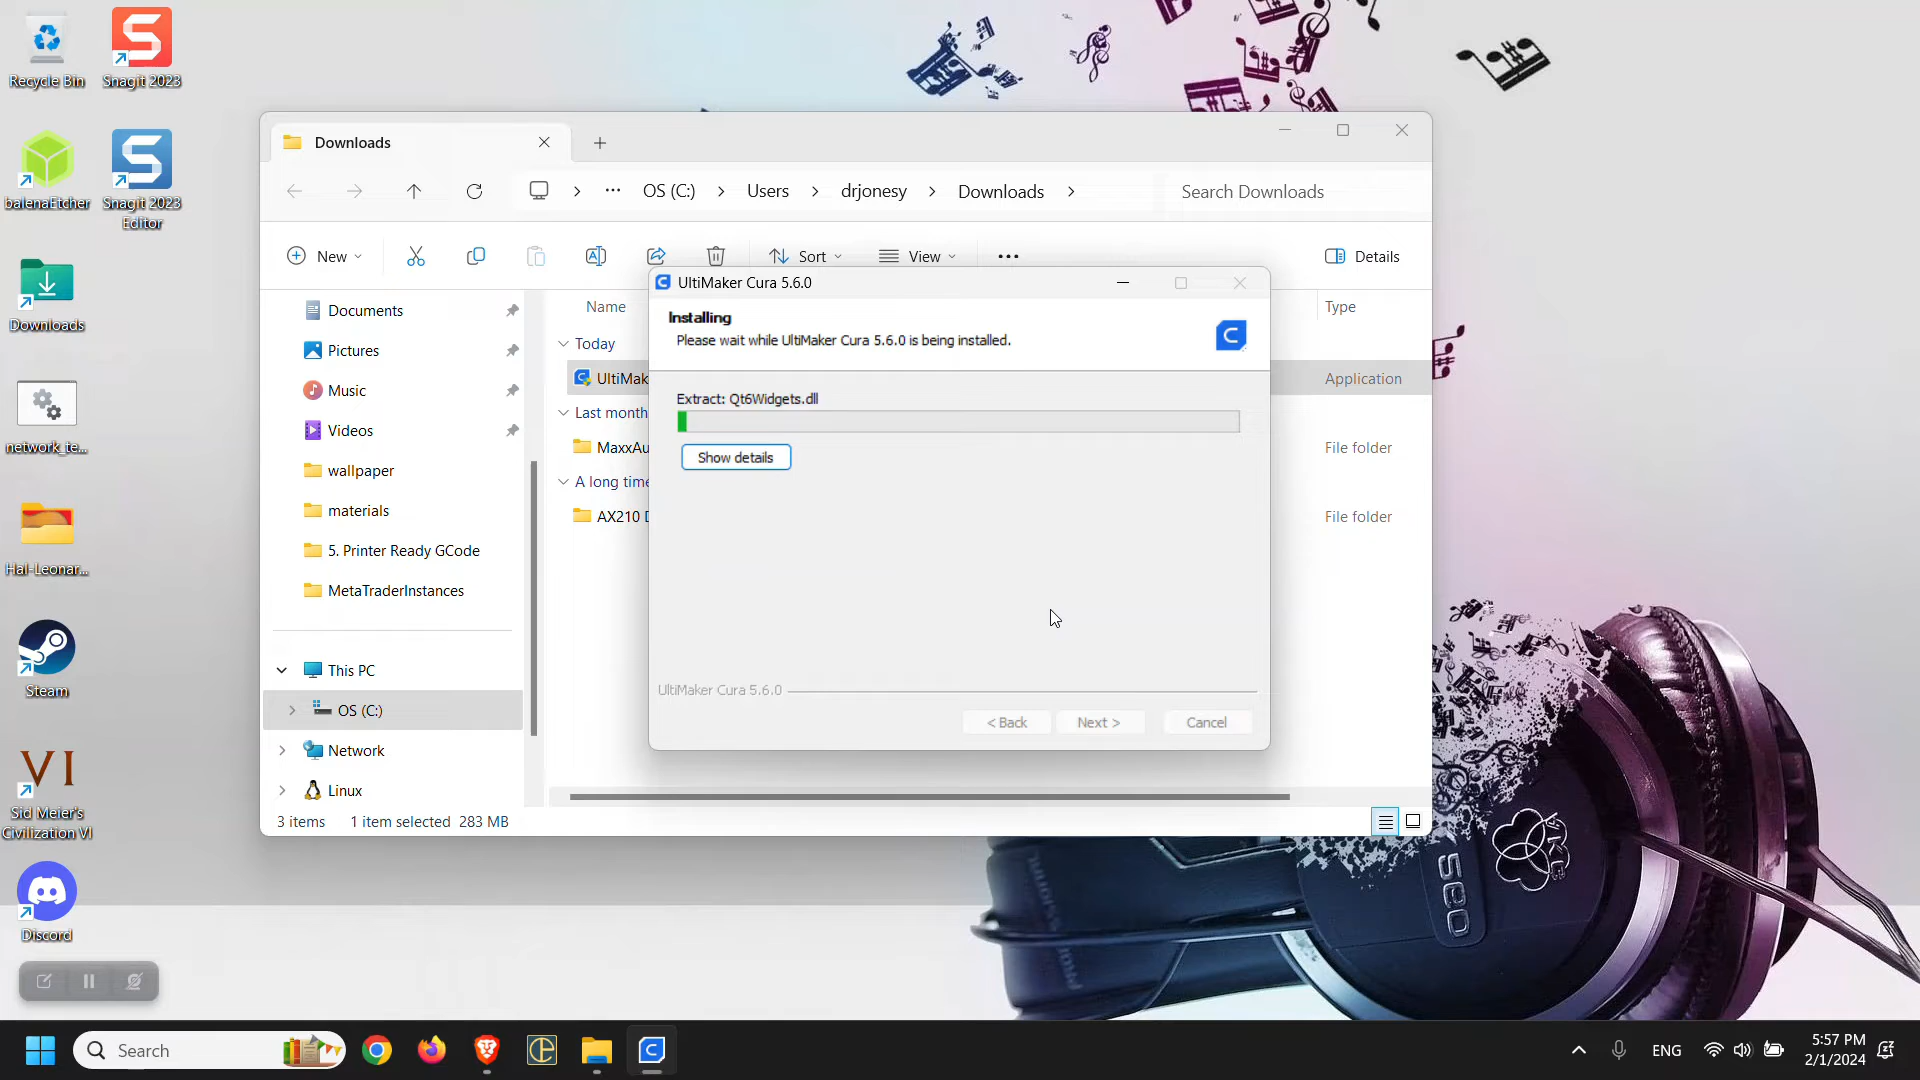 Recycle Bin
Snagit 2023
balenaEtcher
Snagit 2023
Editor
Downloads
network_te...
Hal-Leonar...
Steam
VI
Sid Meier's
Civilization VI
Discord
Downloads
OS (C:)
Users
drjonesy
Downloads
Search Downloads
New
Sort
View
Details
Documents
Pictures
Music
Videos
wallpaper
materials
5. Printer Ready GCode
MetaTraderInstances
This PC
OS (C:)
Network
Linux
Name
Type
Today
UltiMak
Application
Last month
MaxxAu
File folder
A long time
AX210 D
File folder
3 items
1 item selected 283 MB
UltiMaker Cura 5.6.0
Installing
Please wait while UltiMaker Cura 5.6.0 is being installed.
Extract: Qt6Widgets.dll
Show details
UltiMaker Cura 5.6.0
< Back
Next >
Cancel
Search
ENG
5:57 PM
2/1/2024